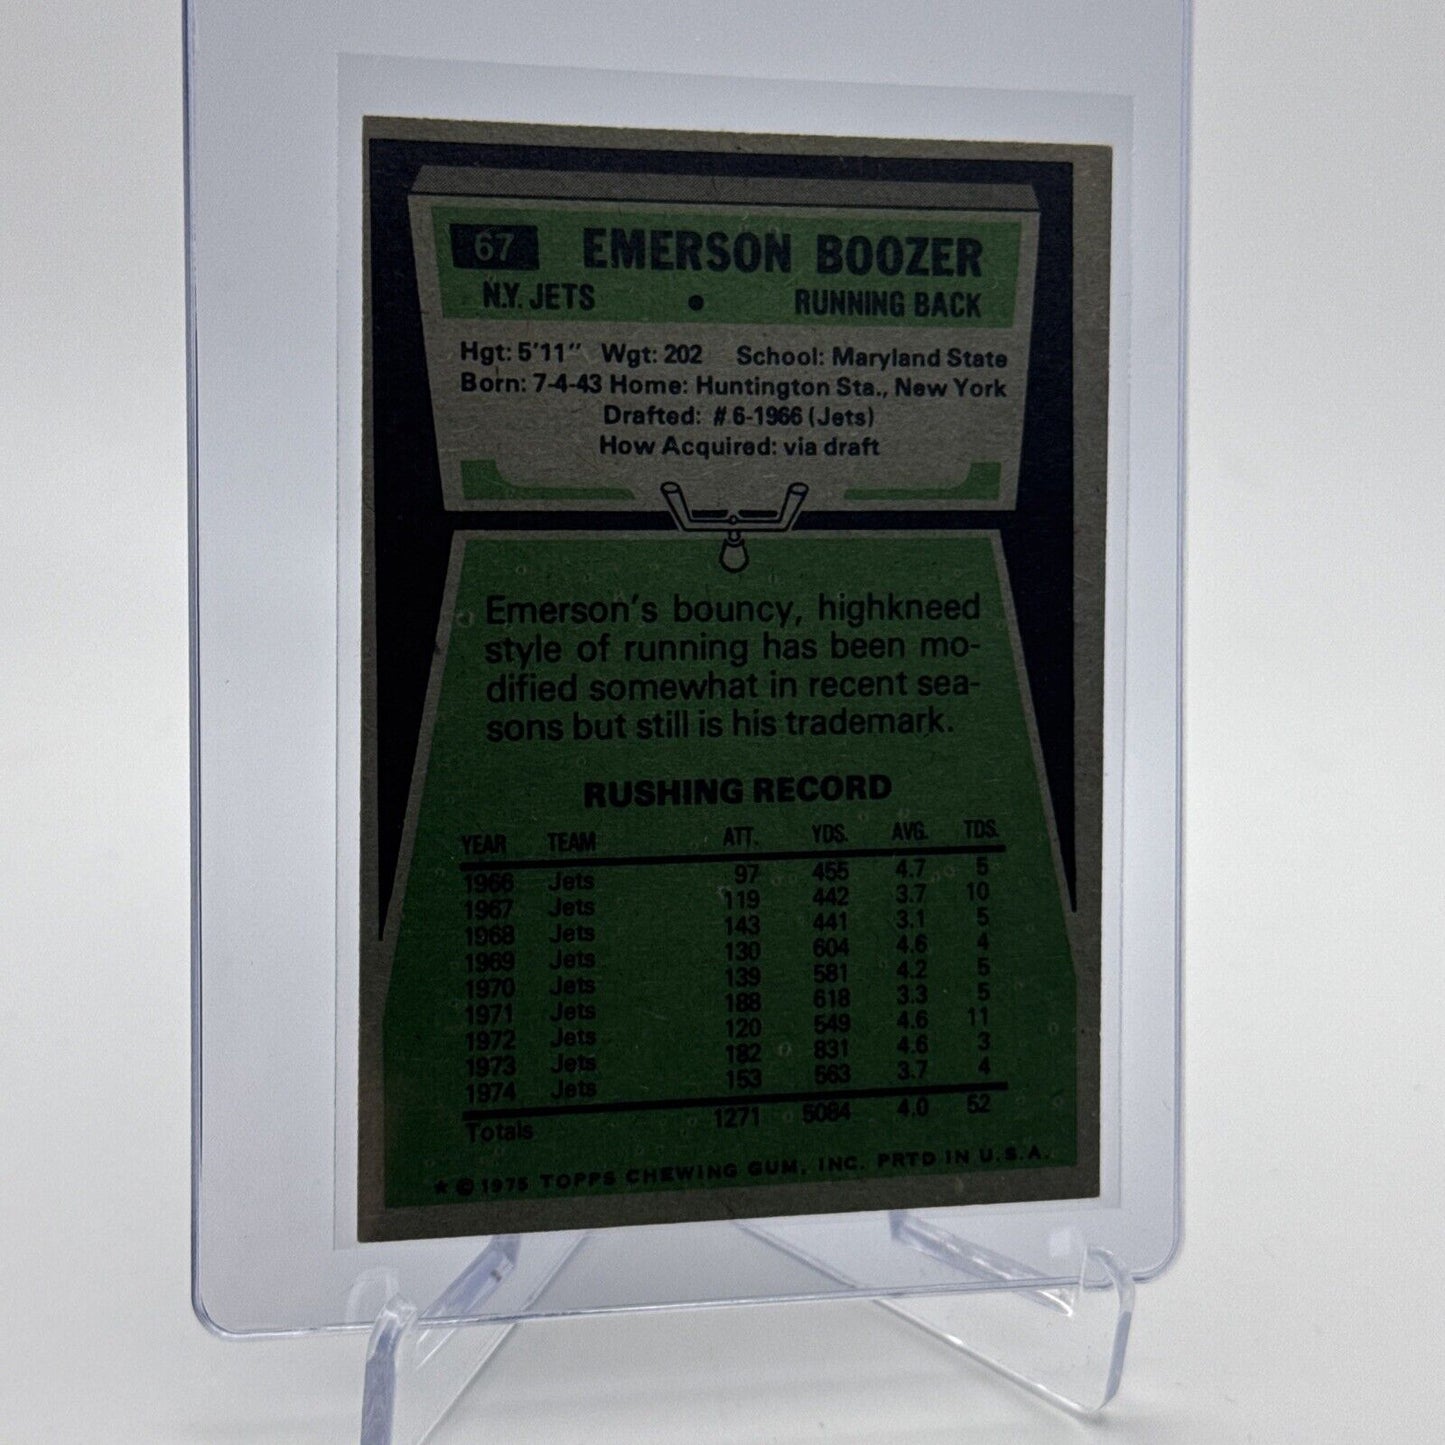 67 EMERSON BOOZER
N.Y. JETS • RUNNING BACK
Hgt: 5'11" Wgt: 202 School: Maryland State
Born: 7-4-43 Home: Huntington Sta., New York
Drafted: # 6-1966 (Jets)
How Acquired: via draft
Emerson's bouncy, highkneed
style of running has been mo-
dified somewhat in recent sea-
sons but still is his trademark.
RUSHING RECORD
YEAR TEAM ATT. YDS. AVG. TDS.
1966 Jets 97 455 4.7 5
1967 Jets 119 442 3.7 10
1968 Jets 143 441 3.1 5
1969 Jets 130 604 4.6 4
1970 Jets 139 581 4.2 5
1971 Jets 188 618 3.3 5
1972 Jets 120 549 4.6 11
1973 Jets 182 831 4.6 3
1974 Jets 153 563 3.7 4
Totals 1271 5084 4.0 52
★ © 1975 TOPPS CHEWING GUM, INC. PRTD IN U.S.A.